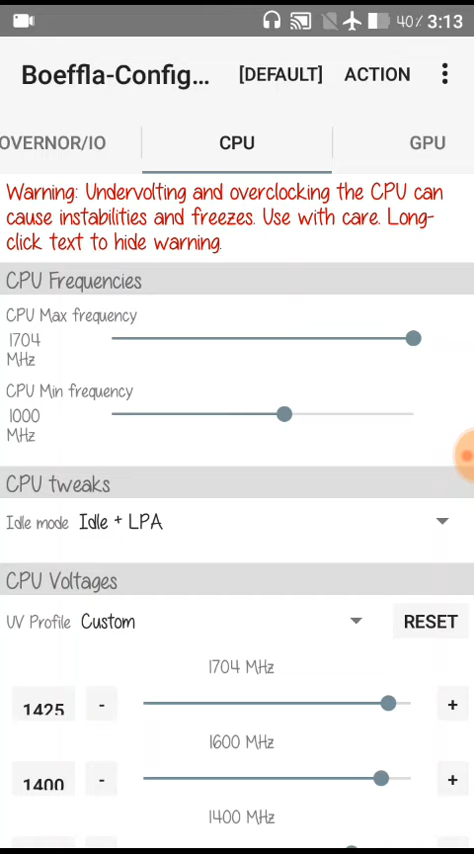 40/ 3:13
Boeffla-Config... [DEFAULT] ACTION
OVERNOR/IO CPU GPU
Warning: Undervolting and overclocking the CPU can
cause instabilities and freezes. Use with care. Long-
click text to hide warning.
CPU Frequencies
CPU Max frequency
1704
MHz
CPU Min frequency
1000
MHz
CPU tweaks
Idle mode Idle + LPA
CPU Voltages
UV Profile Custom RESET
1704 MHz
1425 - +
1600 MHz
1400 - +
1400 MHz